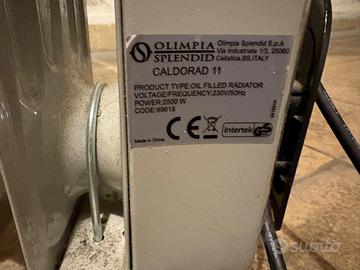 OLIMPIA
SPLENDID
Olimpia Splendid S.p.A
Via industriale 1/3, 25060
Cellatica,BS,ITALY
CALDORAD 11
PRODUCT TYPE:OIL FILLED RADIATOR
VOLTAGE/FREQUENCY:230V/50Hz
POWER:2500 W
CODE:99618
CE
Intertek
GS
Made in China
subito